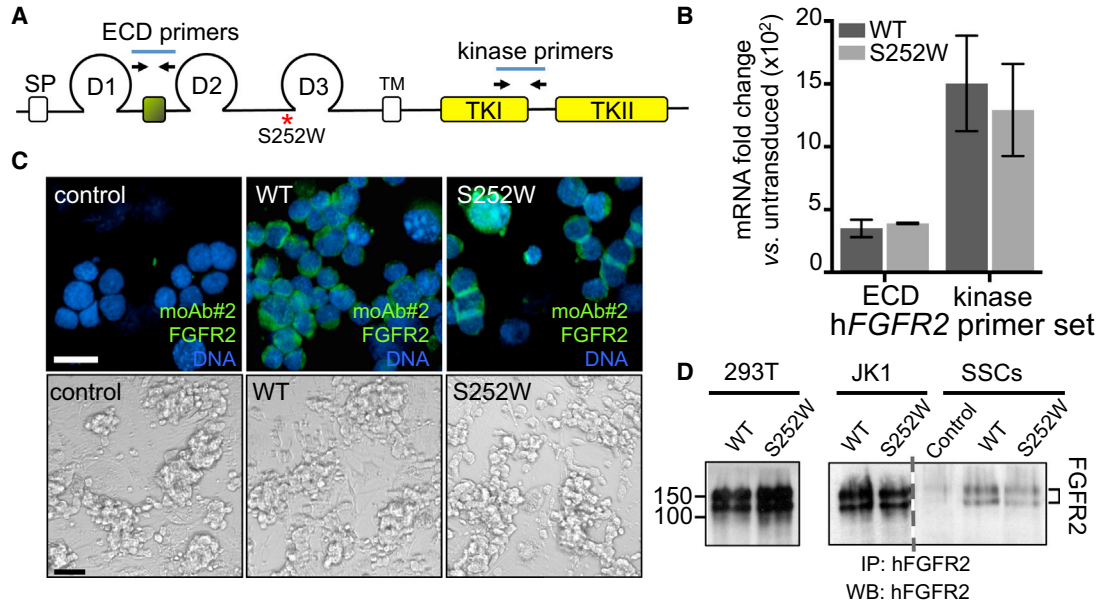 A
ECD primers
kinase primers
SP
D1
D2
D3
TM
TKI
TKII
*
S252W
B
WT
S252W
mRNA fold change
vs. untransduced (x10²)
20
15
10
5
0
ECD
kinase
hFGFR2 primer set
C
control
WT
S252W
moAb#2
FGFR2
DNA
moAb#2
FGFR2
DNA
moAb#2
FGFR2
DNA
control
WT
S252W
D
293T
JK1
SSCs
WT
S252W
WT
S252W
Control
WT
S252W
150
100
FGFR2
IP: hFGFR2
WB: hFGFR2